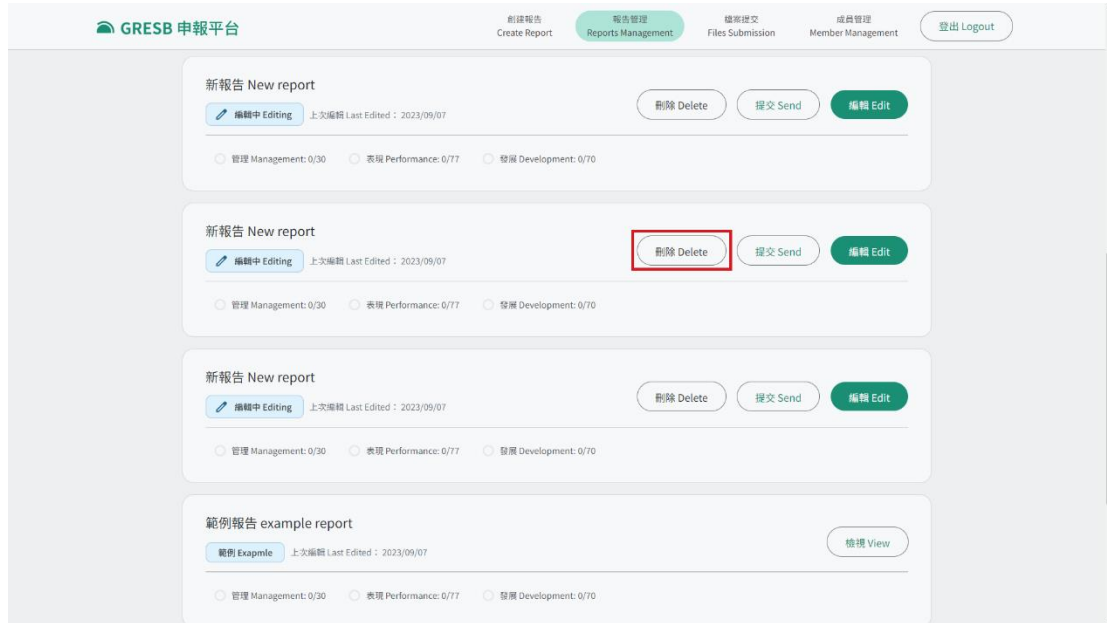 GRESB 申報平台
創建報告
Create Report
報告管理
Reports Management
檔案提交
Files Submission
成員管理
Member Management
登出 Logout
新報告 New report
刪除 Delete
提交 Send
編輯 Edit
編輯中 Editing
上次編輯 Last Edited： 2023/09/07
管理 Management: 0/30
表現 Performance: 0/77
發展 Development: 0/70
新報告 New report
刪除 Delete
提交 Send
編輯 Edit
編輯中 Editing
上次編輯 Last Edited： 2023/09/07
管理 Management: 0/30
表現 Performance: 0/77
發展 Development: 0/70
新報告 New report
刪除 Delete
提交 Send
編輯 Edit
編輯中 Editing
上次編輯 Last Edited： 2023/09/07
管理 Management: 0/30
表現 Performance: 0/77
發展 Development: 0/70
範例報告 example report
檢視 View
範例 Exapmle
上次編輯 Last Edited： 2023/09/07
管理 Management: 0/30
表現 Performance: 0/77
發展 Development: 0/70